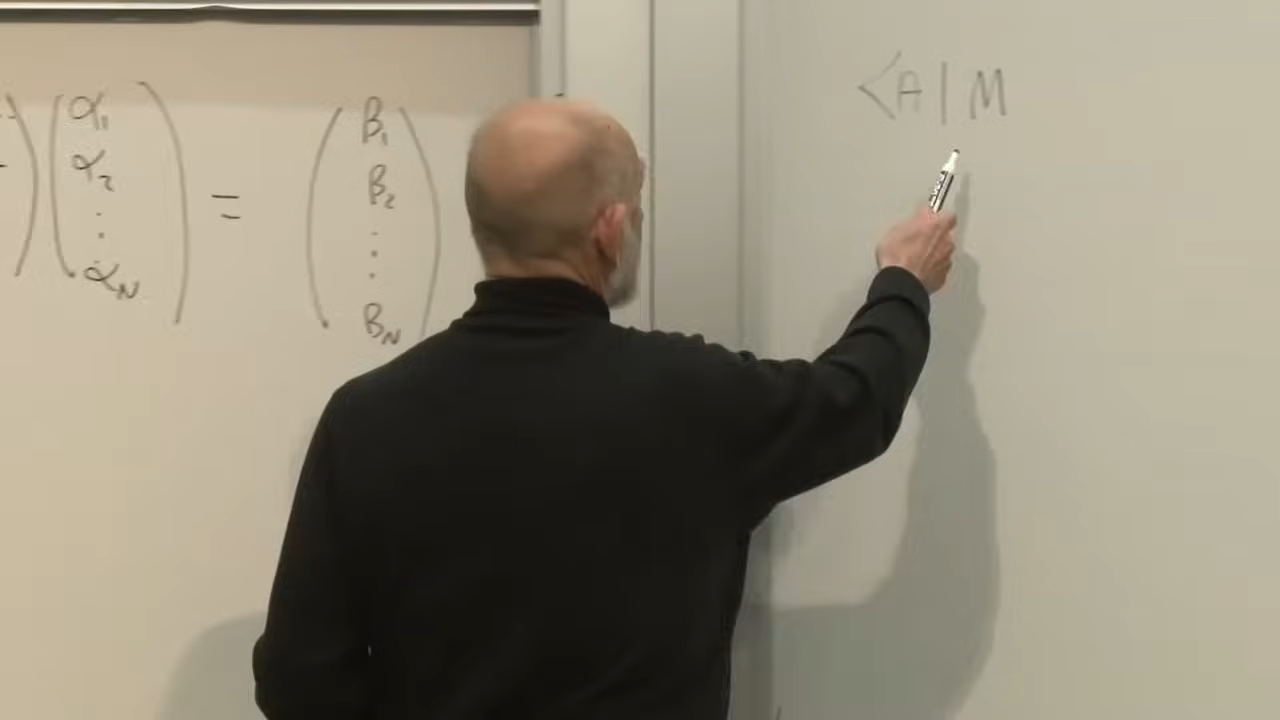 α₁
α₂
⋮
α_N
=
β₁
β₂
⋮
β_N
<A| M